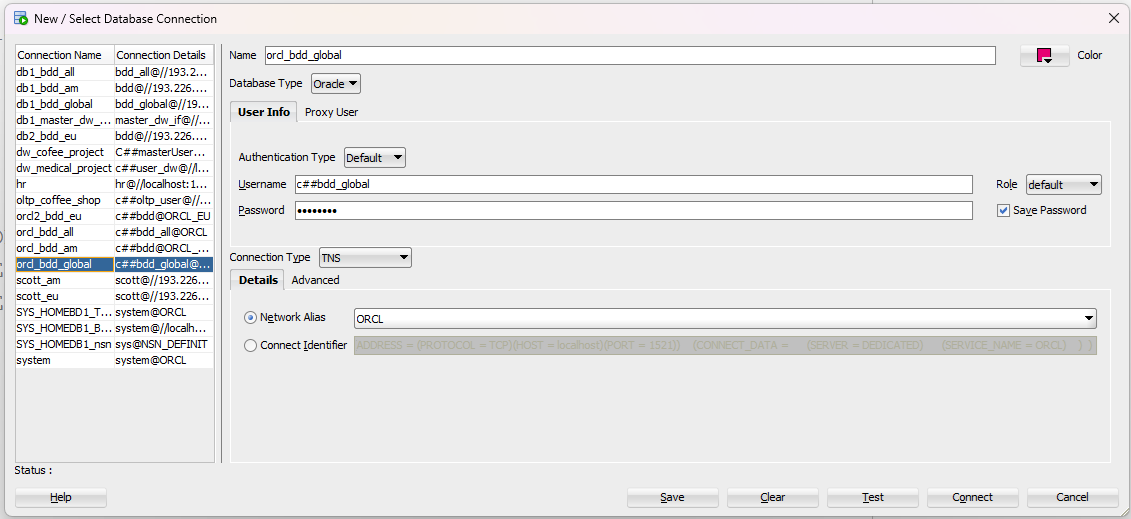 New / Select Database Connection
Connection Name Connection Details
db1_bdd_all bdd_all@//193.2...
db1_bdd_am bdd@//193.226....
db1_bdd_global bdd_global@//19...
db1_master_dw_... master_dw_if@//...
db2_bdd_eu bdd@//193.226....
dw_cofee_project C##masterUser...
dw_medical_project c##user_dw@//l...
hr hr@//localhost:1...
oltp_coffee_shop c##oltp_user@//...
orcl2_bdd_eu c##bdd@ORCL_EU
orcl_bdd_all c##bdd_all@ORCL
orcl_bdd_am c##bdd@ORCL_...
orcl_bdd_global c##bdd_global@...
scott_am scott@//193.226...
scott_eu scott@//193.226...
SYS_HOMEBD1_T... system@ORCL
SYS_HOMEDB1_B... system@//localh...
SYS_HOMEDB1_nsn sys@NSN_DEFINIT
system system@ORCL
Name orcl_bdd_global Color
Database Type Oracle
User Info Proxy User
Authentication Type Default
Username c##bdd_global Role default
Password •••••••• Save Password
Connection Type TNS
Details Advanced
Network Alias ORCL
Connect Identifier ADDRESS = (PROTOCOL = TCP)(HOST = localhost)(PORT = 1521)) (CONNECT_DATA = (SERVER = DEDICATED) (SERVICE_NAME = ORCL) ) )
Status :
Help Save Clear Test Connect Cancel